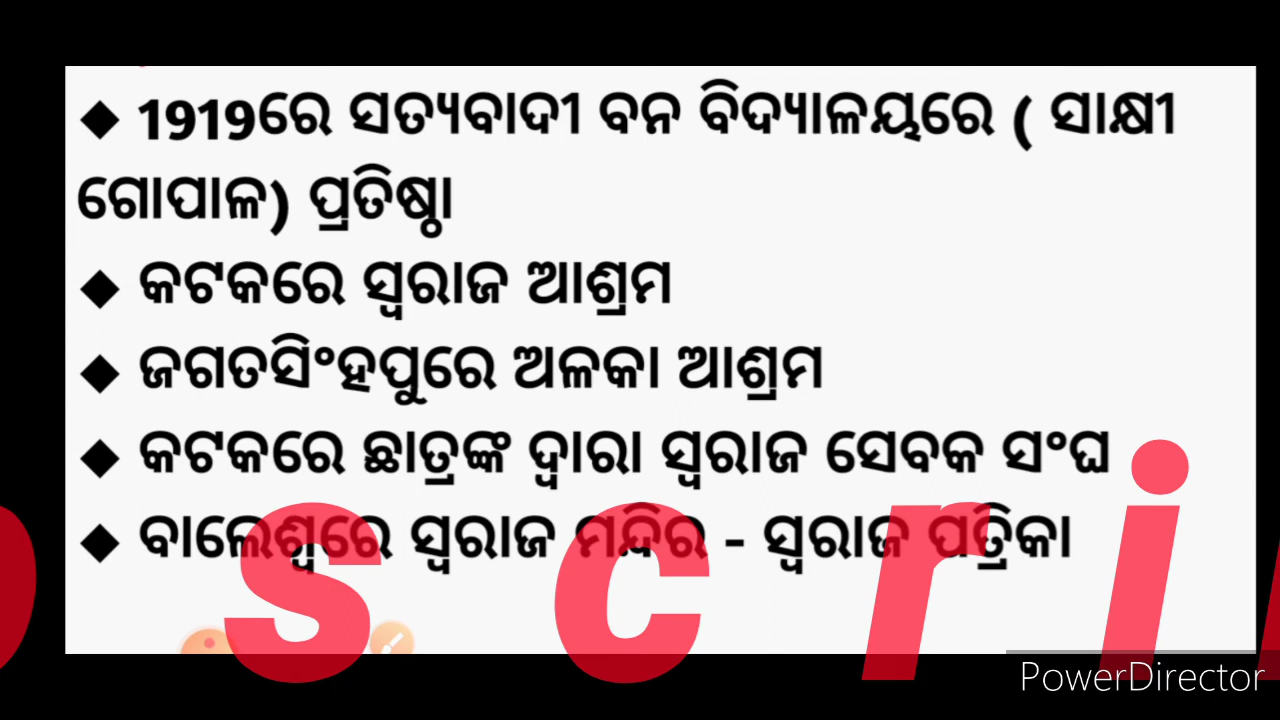 ◆ 1919ରେ ସତ୍ୟବାଦୀ ବନ ବିଦ୍ୟାଳୟରେ ( ସାକ୍ଷୀ
ଗୋପାଳ) ପ୍ରତିଷ୍ଠା
◆ କଟକରେ ସ୍ୱରାଜ ଆଶ୍ରମ
◆ ଜଗତସିଂହପୁରେ ଅଳକା ଆଶ୍ରମ
◆ କଟକରେ ଛାତ୍ରଙ୍କ ଦ୍ୱାରା ସ୍ୱରାଜ ସେବକ ସଂଘ
◆ ବାଲେଶ୍ୱରେ ସ୍ୱରାଜ ମନ୍ଦିର - ସ୍ୱରାଜ ପତ୍ରିକା
s c r i
PowerDirector